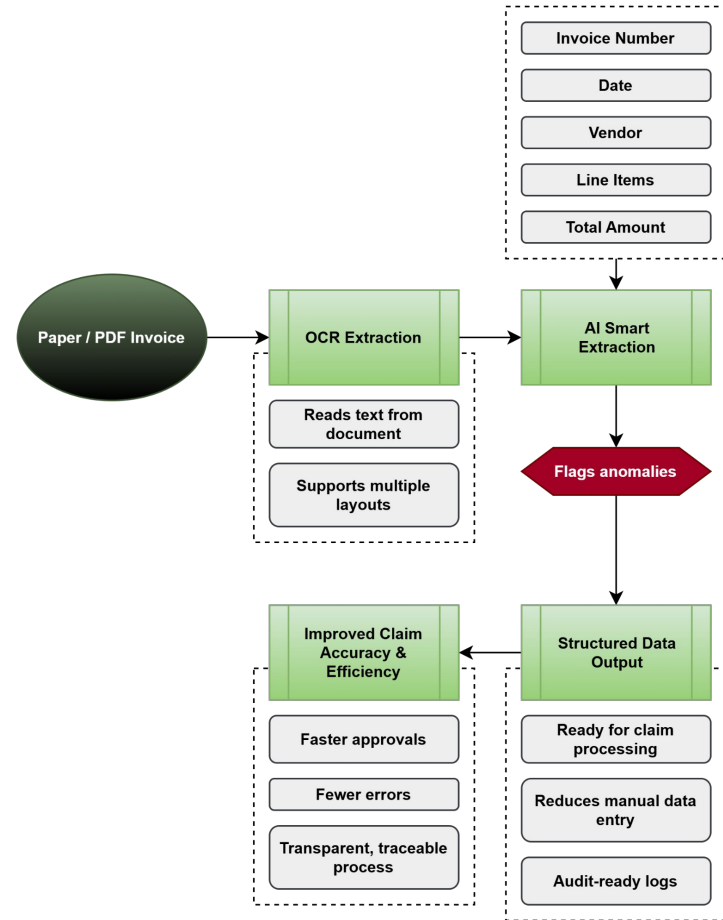 Invoice Number
Date
Vendor
Line Items
Total Amount
Paper / PDF Invoice
OCR Extraction
AI Smart
Extraction
Reads text from
document
Supports multiple
layouts
Flags anomalies
Structured Data
Output
Ready for claim
processing
Reduces manual data
entry
Audit-ready logs
Improved Claim
Accuracy &
Efficiency
Faster approvals
Fewer errors
Transparent, traceable
process